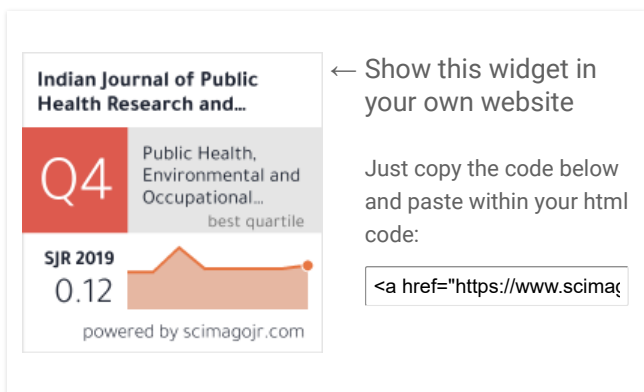 Indian Journal of Public
Health Research and...
Q4
Public Health,
Environmental and
Occupational...
best quartile
SJR 2019
0.12
powered by scimagojr.com
← Show this widget in
your own website
Just copy the code below
and paste within your html
code:
<a href="https://www.scimag